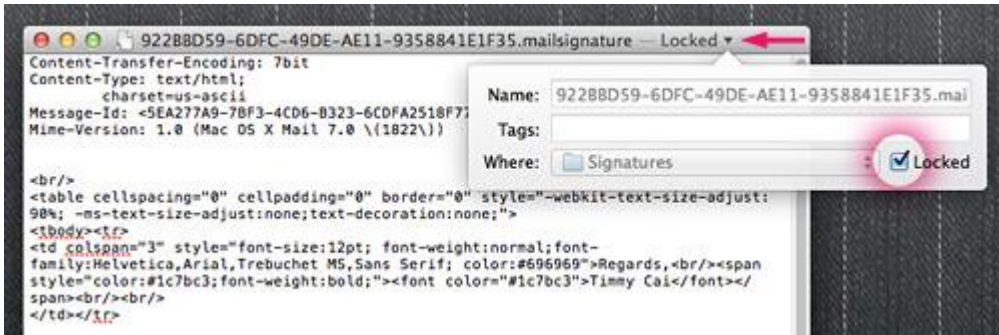 922BBD59-6DFC-49DE-AE11-9358841E1F35.mailsignature — Locked
Content-Transfer-Encoding: 7bit
Content-Type: text/html;
charset=us-ascii
Message-Id: <5EA277A9-7BF3-4CD6-B323-6CDFA2518F77
Mime-Version: 1.0 (Mac OS X Mail 7.0 \(1822\))
Name: 922BBD59-6DFC-49DE-AE11-9358841E1F35.mai
Tags:
Where: Signatures Locked
<br/>
<table cellspacing="0" cellpadding="0" border="0" style="-webkit-text-size-adjust:
90%; -ms-text-size-adjust:none;text-decoration:none;">
<tbody><tr>
<td colspan="3" style="font-size:12pt; font-weight:normal;font-
family:Helvetica,Arial,Trebuchet MS,Sans Serif; color:#696969">Regards,<br/><span
style="color:#1c7bc3;font-weight:bold;"><font color="#1c7bc3">Timmy Cai</font></
span><br/><br/>
</td></tr>